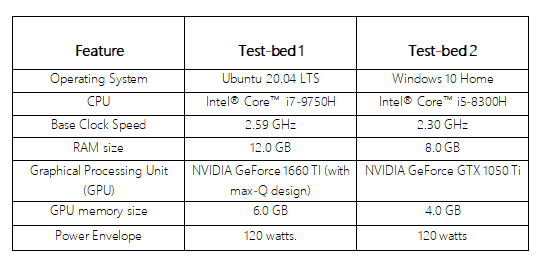 Feature Test-bed 1 Test-bed 2
Operating System Ubuntu 20.04 LTS Windows 10 Home
CPU Intel® Core™ i7-9750H Intel® Core™ i5-8300H
Base Clock Speed 2.59 GHz 2.30 GHz
RAM size 12.0 GB 8.0 GB
Graphical Processing Unit NVIDIA GeForce 1660 TI (with NVIDIA GeForce GTX 1050 Ti
(GPU) max-Q design)
GPU memory size 6.0 GB 4.0 GB
Power Envelope 120 watts. 120 watts